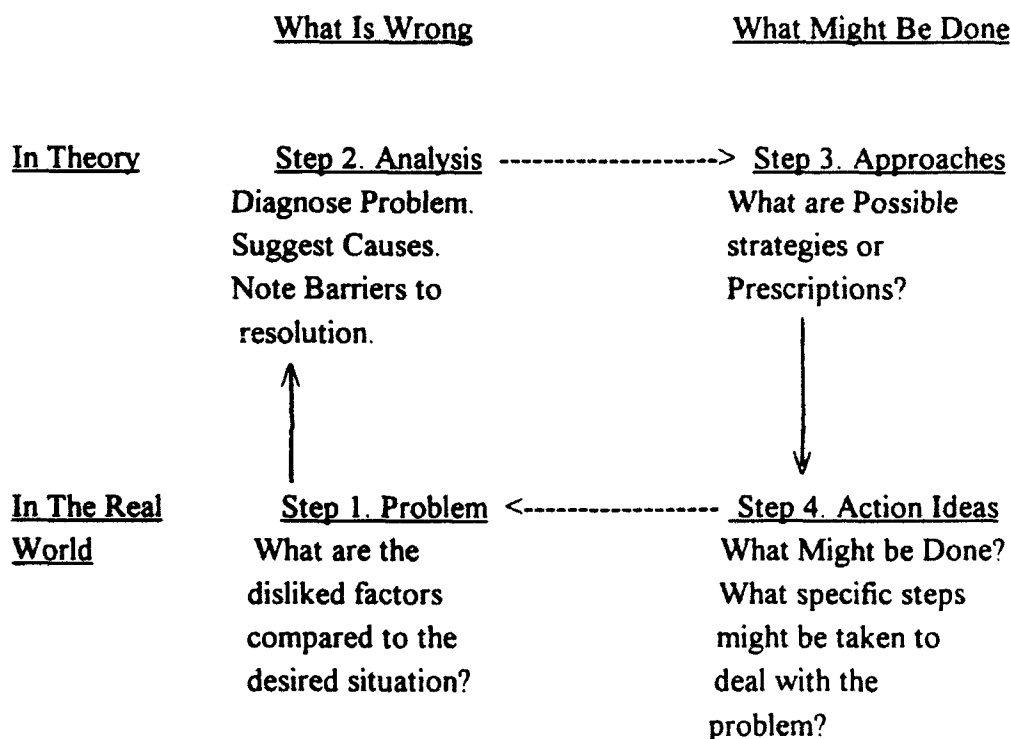 What Is Wrong What Might Be Done
In Theory Step 2. Analysis ---------------------> Step 3. Approaches
Diagnose Problem. What are Possible
Suggest Causes. strategies or
Note Barriers to Prescriptions?
resolution.
In The Real Step 1. Problem <------------------- Step 4. Action Ideas
World What are the What Might be Done?
disliked factors What specific steps
compared to the might be taken to
desired situation? deal with the
problem?